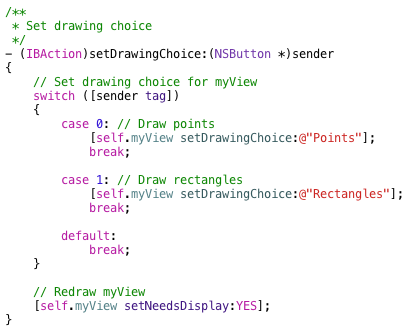 /**
 * Set drawing choice
 */
- (IBAction)setDrawingChoice:(NSButton *)sender
{
    // Set drawing choice for myView
    switch ([sender tag])
    {
        case 0: // Draw points
            [self.myView setDrawingChoice:@"Points"];
            break;

        case 1: // Draw rectangles
            [self.myView setDrawingChoice:@"Rectangles"];
            break;

        default:
            break;
    }

    // Redraw myView
    [self.myView setNeedsDisplay:YES];
}